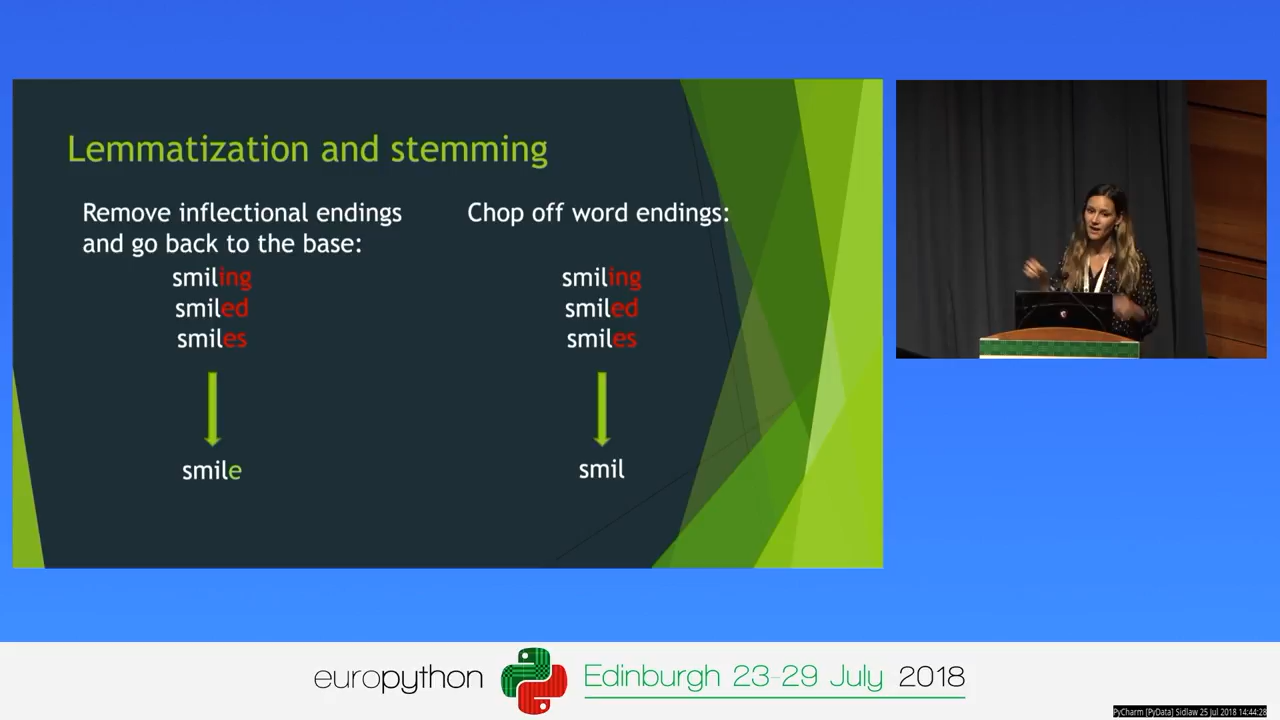 Lemmatization and stemming
Remove inflectional endings
and go back to the base:
smiling
smiled
smiles
smile
Chop off word endings:
smiling
smiled
smiles
smil
europython
Edinburgh 23-29 July 2018
PyCharm [PyData] Sidlaw 25 Jul 2018 14:44:28